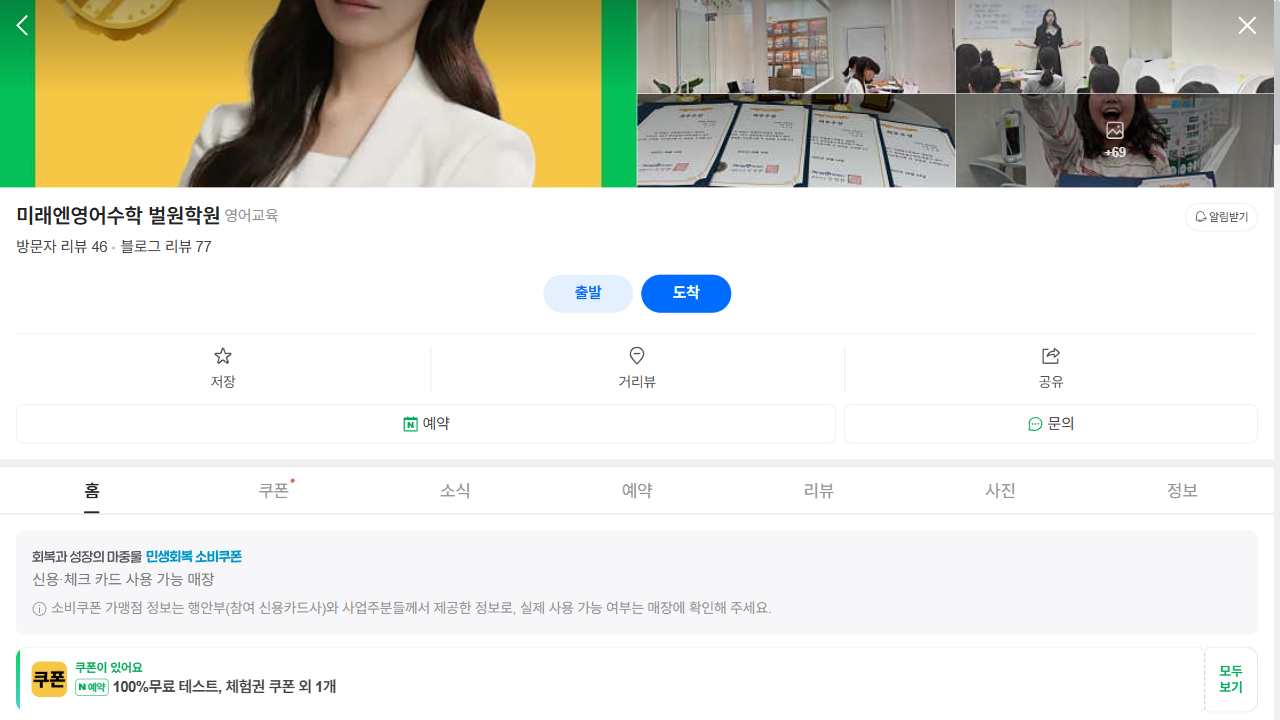 +69
미래엔영어수학 벌원학원 영어교육
알림받기
방문자 리뷰 46 · 블로그 리뷰 77
출발
도착
저장
거리뷰
공유
예약
문의
홈
쿠폰
소식
예약
리뷰
사진
정보
회복과 성장의 마중물 민생회복 소비쿠폰
신용·체크 카드 사용 가능 매장
소비쿠폰 가맹점 정보는 행안부(참여 신용카드사)와 사업주분들께서 제공한 정보로, 실제 사용 가능 여부는 매장에 확인해 주세요.
쿠폰
쿠폰이 있어요
N 예약 100%무료 테스트, 체험권 쿠폰 외 1개
모두
보기